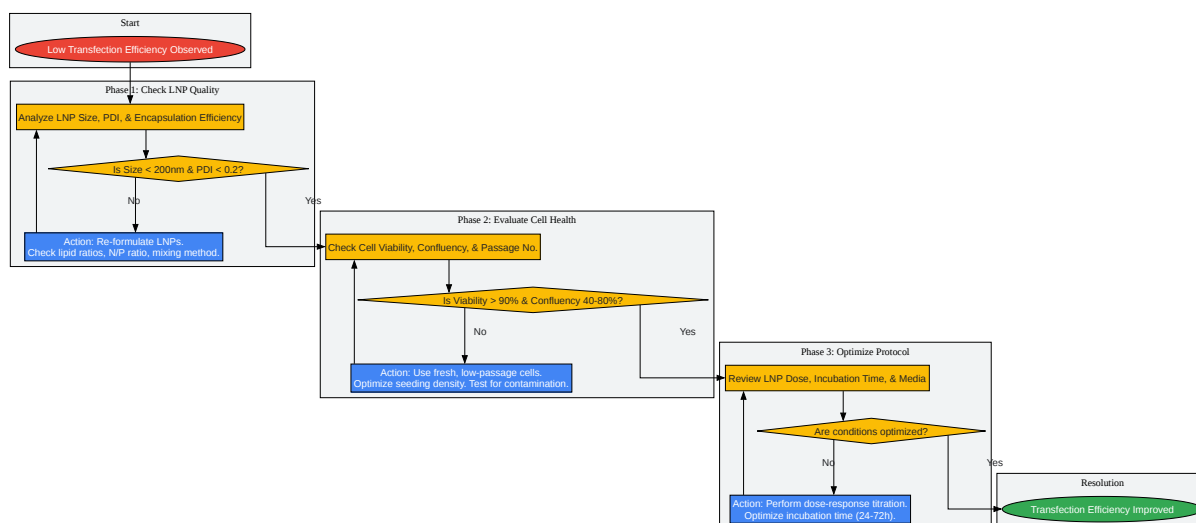 Start
Low Transfection Efficiency Observed
Phase 1: Check LNP Quality
Analyze LNP Size, PDI, & Encapsulation Efficiency
Is Size < 200nm & PDI < 0.2?
No
Yes
Action: Re-formulate LNPs.
Check lipid ratios, N/P ratio, mixing method.
Phase 2: Evaluate Cell Health
Check Cell Viability, Confluency, & Passage No.
Is Viability > 90% & Confluency 40-80%?
No
Yes
Action: Use fresh, low-passage cells.
Optimize seeding density. Test for contamination.
Phase 3: Optimize Protocol
Review LNP Dose, Incubation Time, & Media
Are conditions optimized?
No
Yes
Action: Perform dose-response titration.
Optimize incubation time (24-72h).
Resolution
Transfection Efficiency Improved